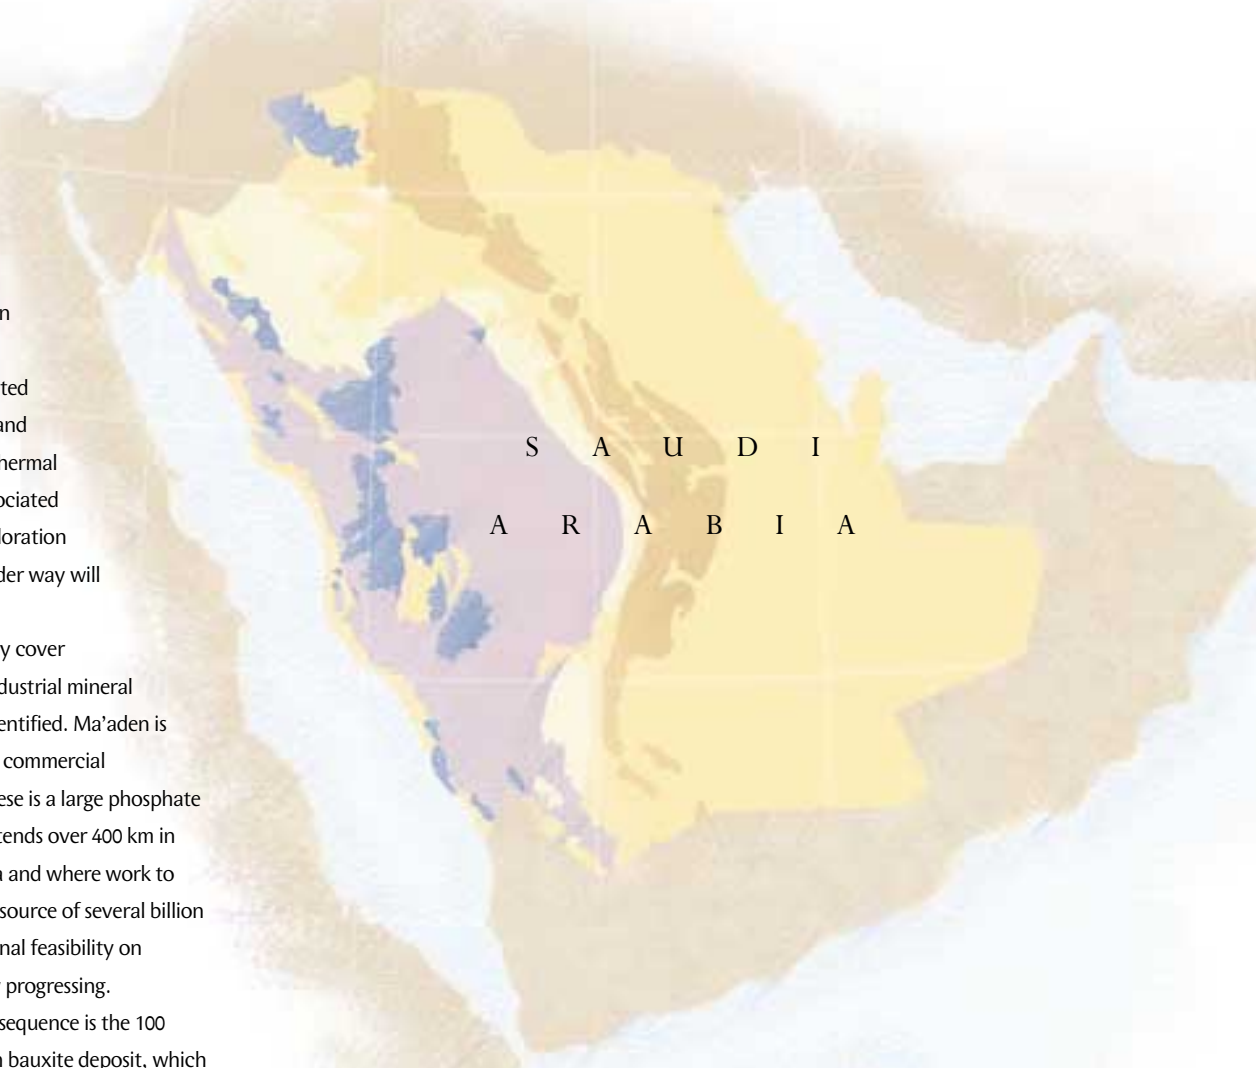 n
ted
and
hermal
ociated
loration
der way will
y cover
dustrial mineral
entified. Ma’aden is
commercial
ese is a large phosphate
tends over 400 km in
a and where work to
source of several billion
nal feasibility on
progressing.
sequence is the 100
bauxite deposit, which
S A U D I
A R A B I A